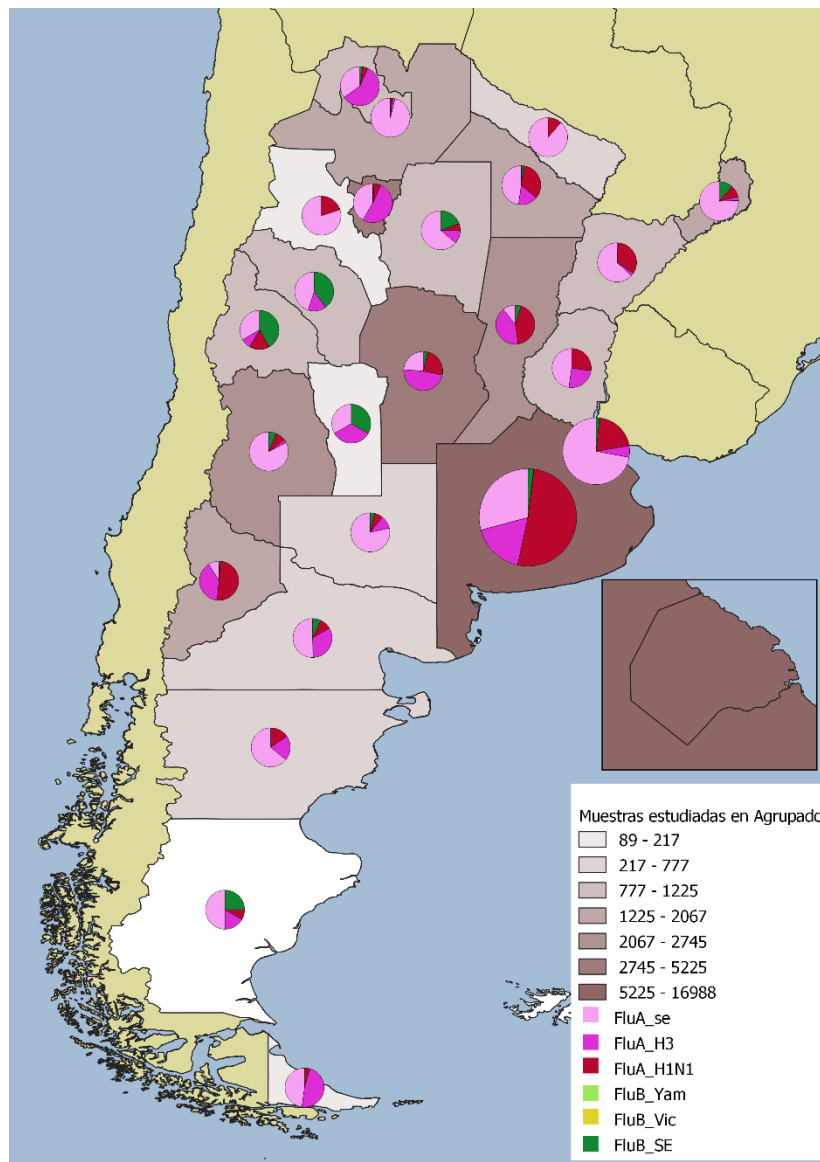 Muestras estudiadas en Agrupado
89 - 217
217 - 777
777 - 1225
1225 - 2067
2067 - 2745
2745 - 5225
5225 - 16988
FluA_se
FluA_H3
FluA_H1N1
FluB_Yam
FluB_Vic
FluB_SE